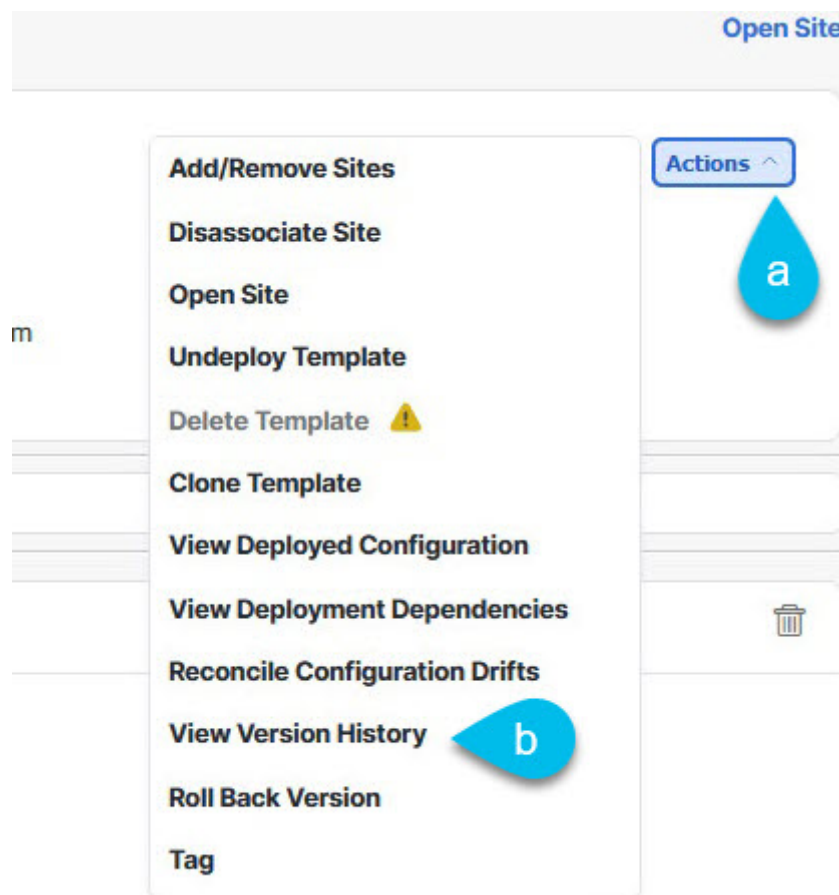 Open Site
Add/Remove Sites
Actions
Disassociate Site
a
Open Site
m
Undeploy Template
Delete Template
Clone Template
View Deployed Configuration
View Deployment Dependencies
Reconcile Configuration Drifts
View Version History
b
Roll Back Version
Tag